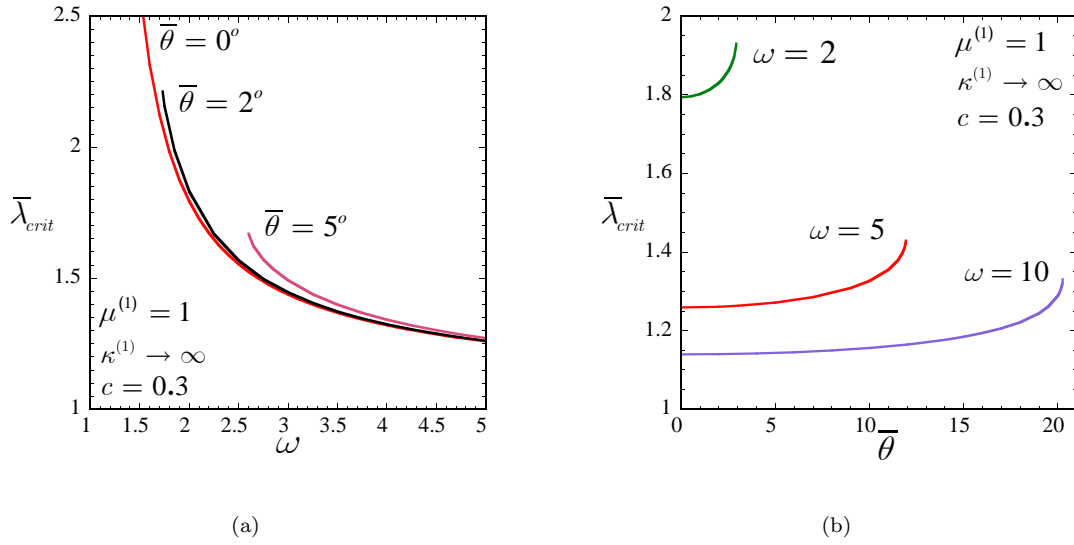 2.5
2
1.5
1
λ̅crit
θ̅ = 0°
θ̅ = 2°
θ̅ = 5°
μ⁽¹⁾ = 1
κ⁽¹⁾ → ∞
c = 0.3
1 1.5 2 2.5 3 3.5 4 4.5 5
ω
(a)
2
1.8
1.6
1.4
1.2
1
λ̅crit
ω = 2
μ⁽¹⁾ = 1
κ⁽¹⁾ → ∞
c = 0.3
ω = 5
ω = 10
0 5 10 15 20
θ̅
(b)